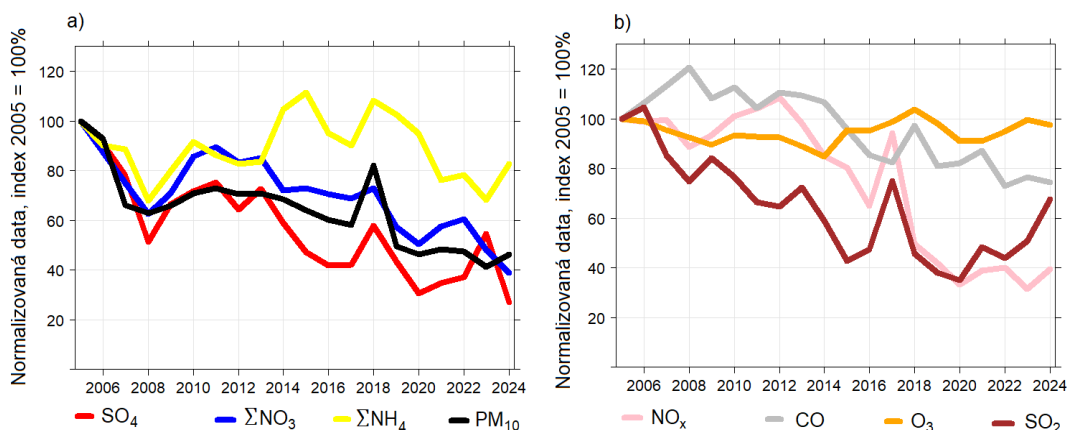 a)
Normalizovaná data, index 2005 = 100%
120
100
80
60
40
20
2006 2008 2010 2012 2014 2016 2018 2020 2022 2024
SO₄ ΣNO₃ ΣNH₄ PM₁₀
b)
Normalizovaná data, index 2005 = 100%
120
100
80
60
40
20
2006 2008 2010 2012 2014 2016 2018 2020 2022 2024
NOₓ CO O₃ SO₂